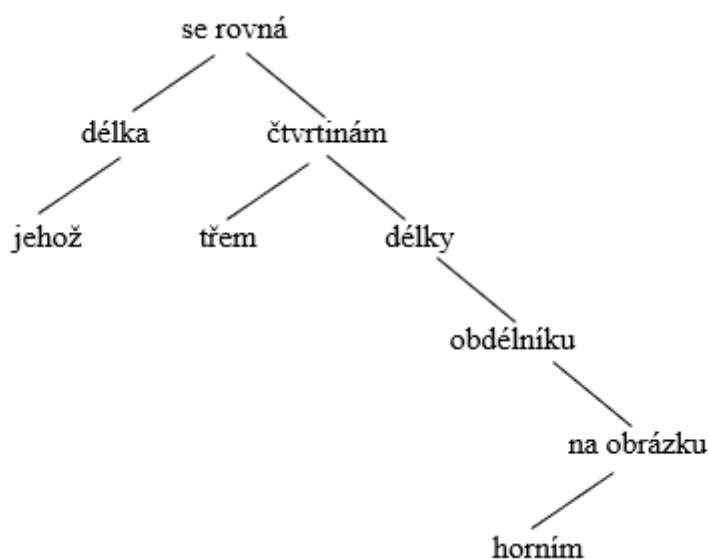 se rovná
délka čtvrtinám
jehož třem délky
obdélníku
na obrázku
horním